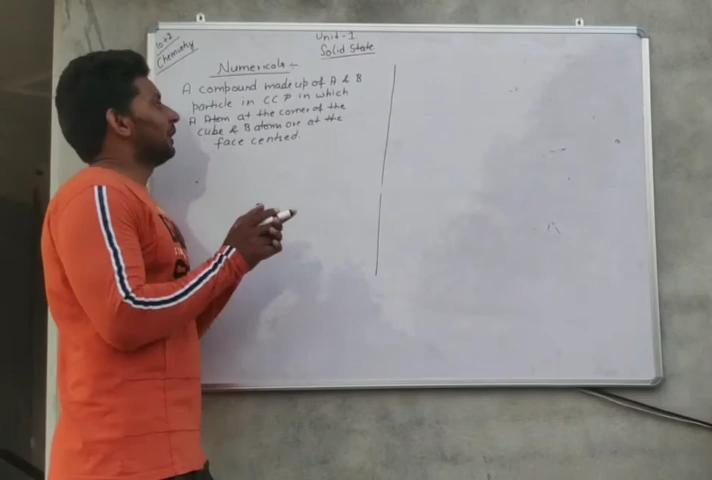 10+2
Chemistry
Unit-1
Solid State
Numericals -
A compound made up of A & B
particle in CCP in which
A Atom at the corner of the
cube & B atom are at the
face centred.